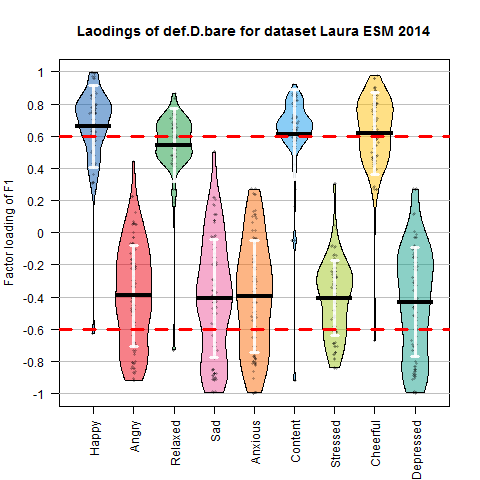 Laodings of def.D.bare for dataset Laura ESM 2014
Factor loading of F1
1
0.8
0.6
0.4
0.2
0
-0.2
-0.4
-0.6
-0.8
-1
Happy
Angry
Relaxed
Sad
Anxious
Content
Stressed
Cheerful
Depressed